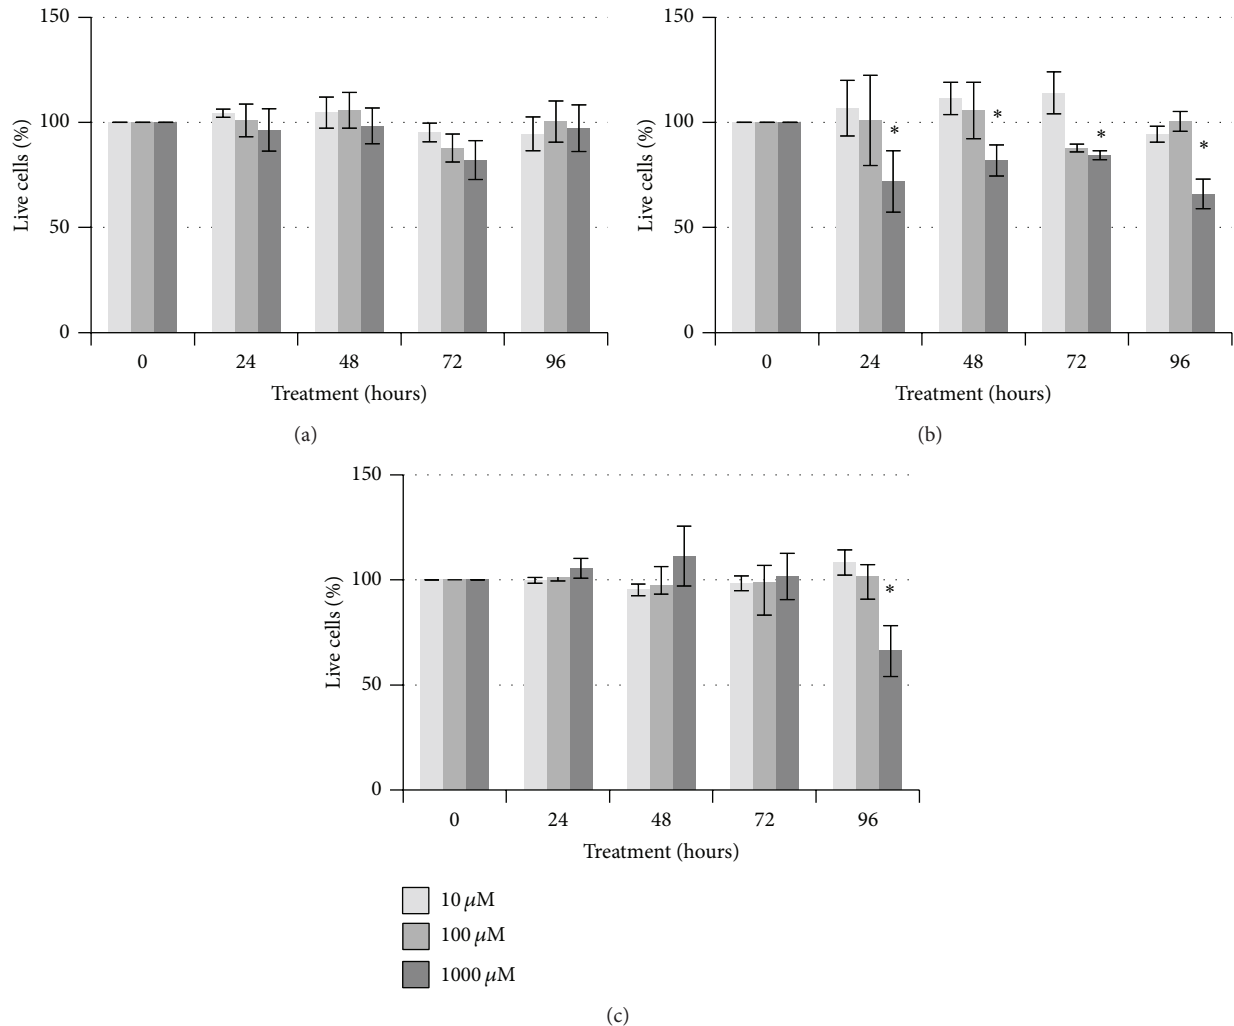 150
100
50
0
Live cells (%)
0 24 48 72 96
Treatment (hours)
(a)
150
100
50
0
Live cells (%)
* * * *
0 24 48 72 96
Treatment (hours)
(b)
150
100
50
0
Live cells (%)
*
0 24 48 72 96
Treatment (hours)
10 μM
100 μM
1000 μM
(c)